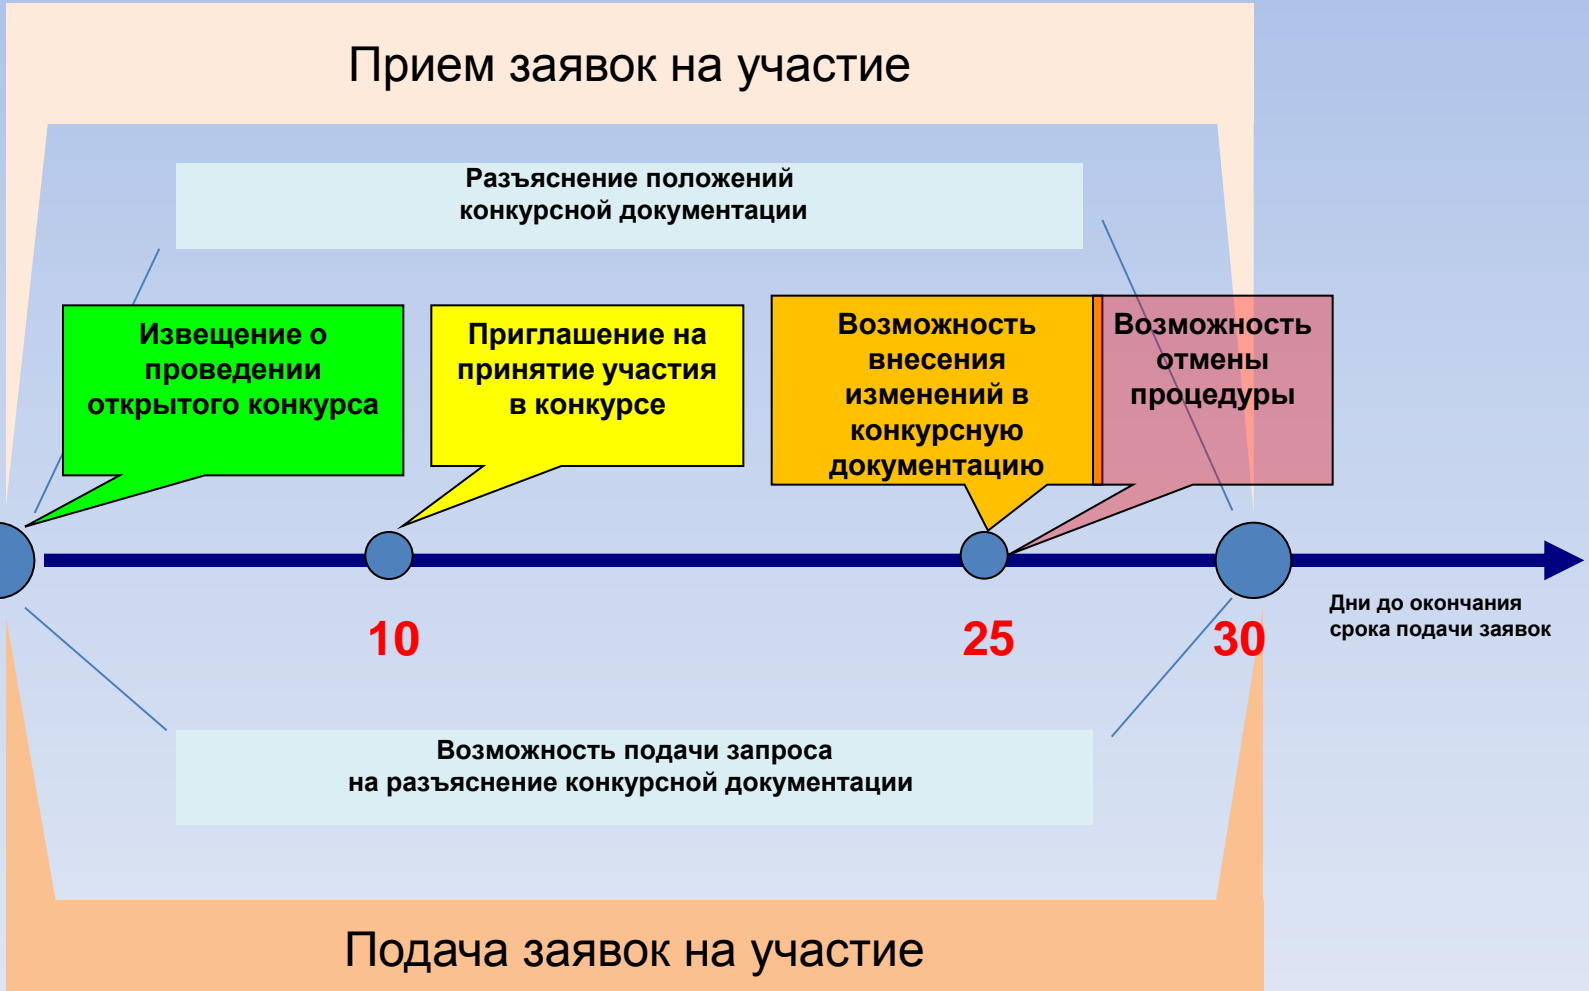 Прием заявок на участие
Разъяснение положений
конкурсной документации
Извещение о
проведении
открытого конкурса
Приглашение на
принятие участия
в конкурсе
Возможность
внесения
изменений в
конкурсную
документацию
Возможность
отмены
процедуры
10
25
30
Дни до окончания
срока подачи заявок
Возможность подачи запроса
на разъяснение конкурсной документации
Подача заявок на участие